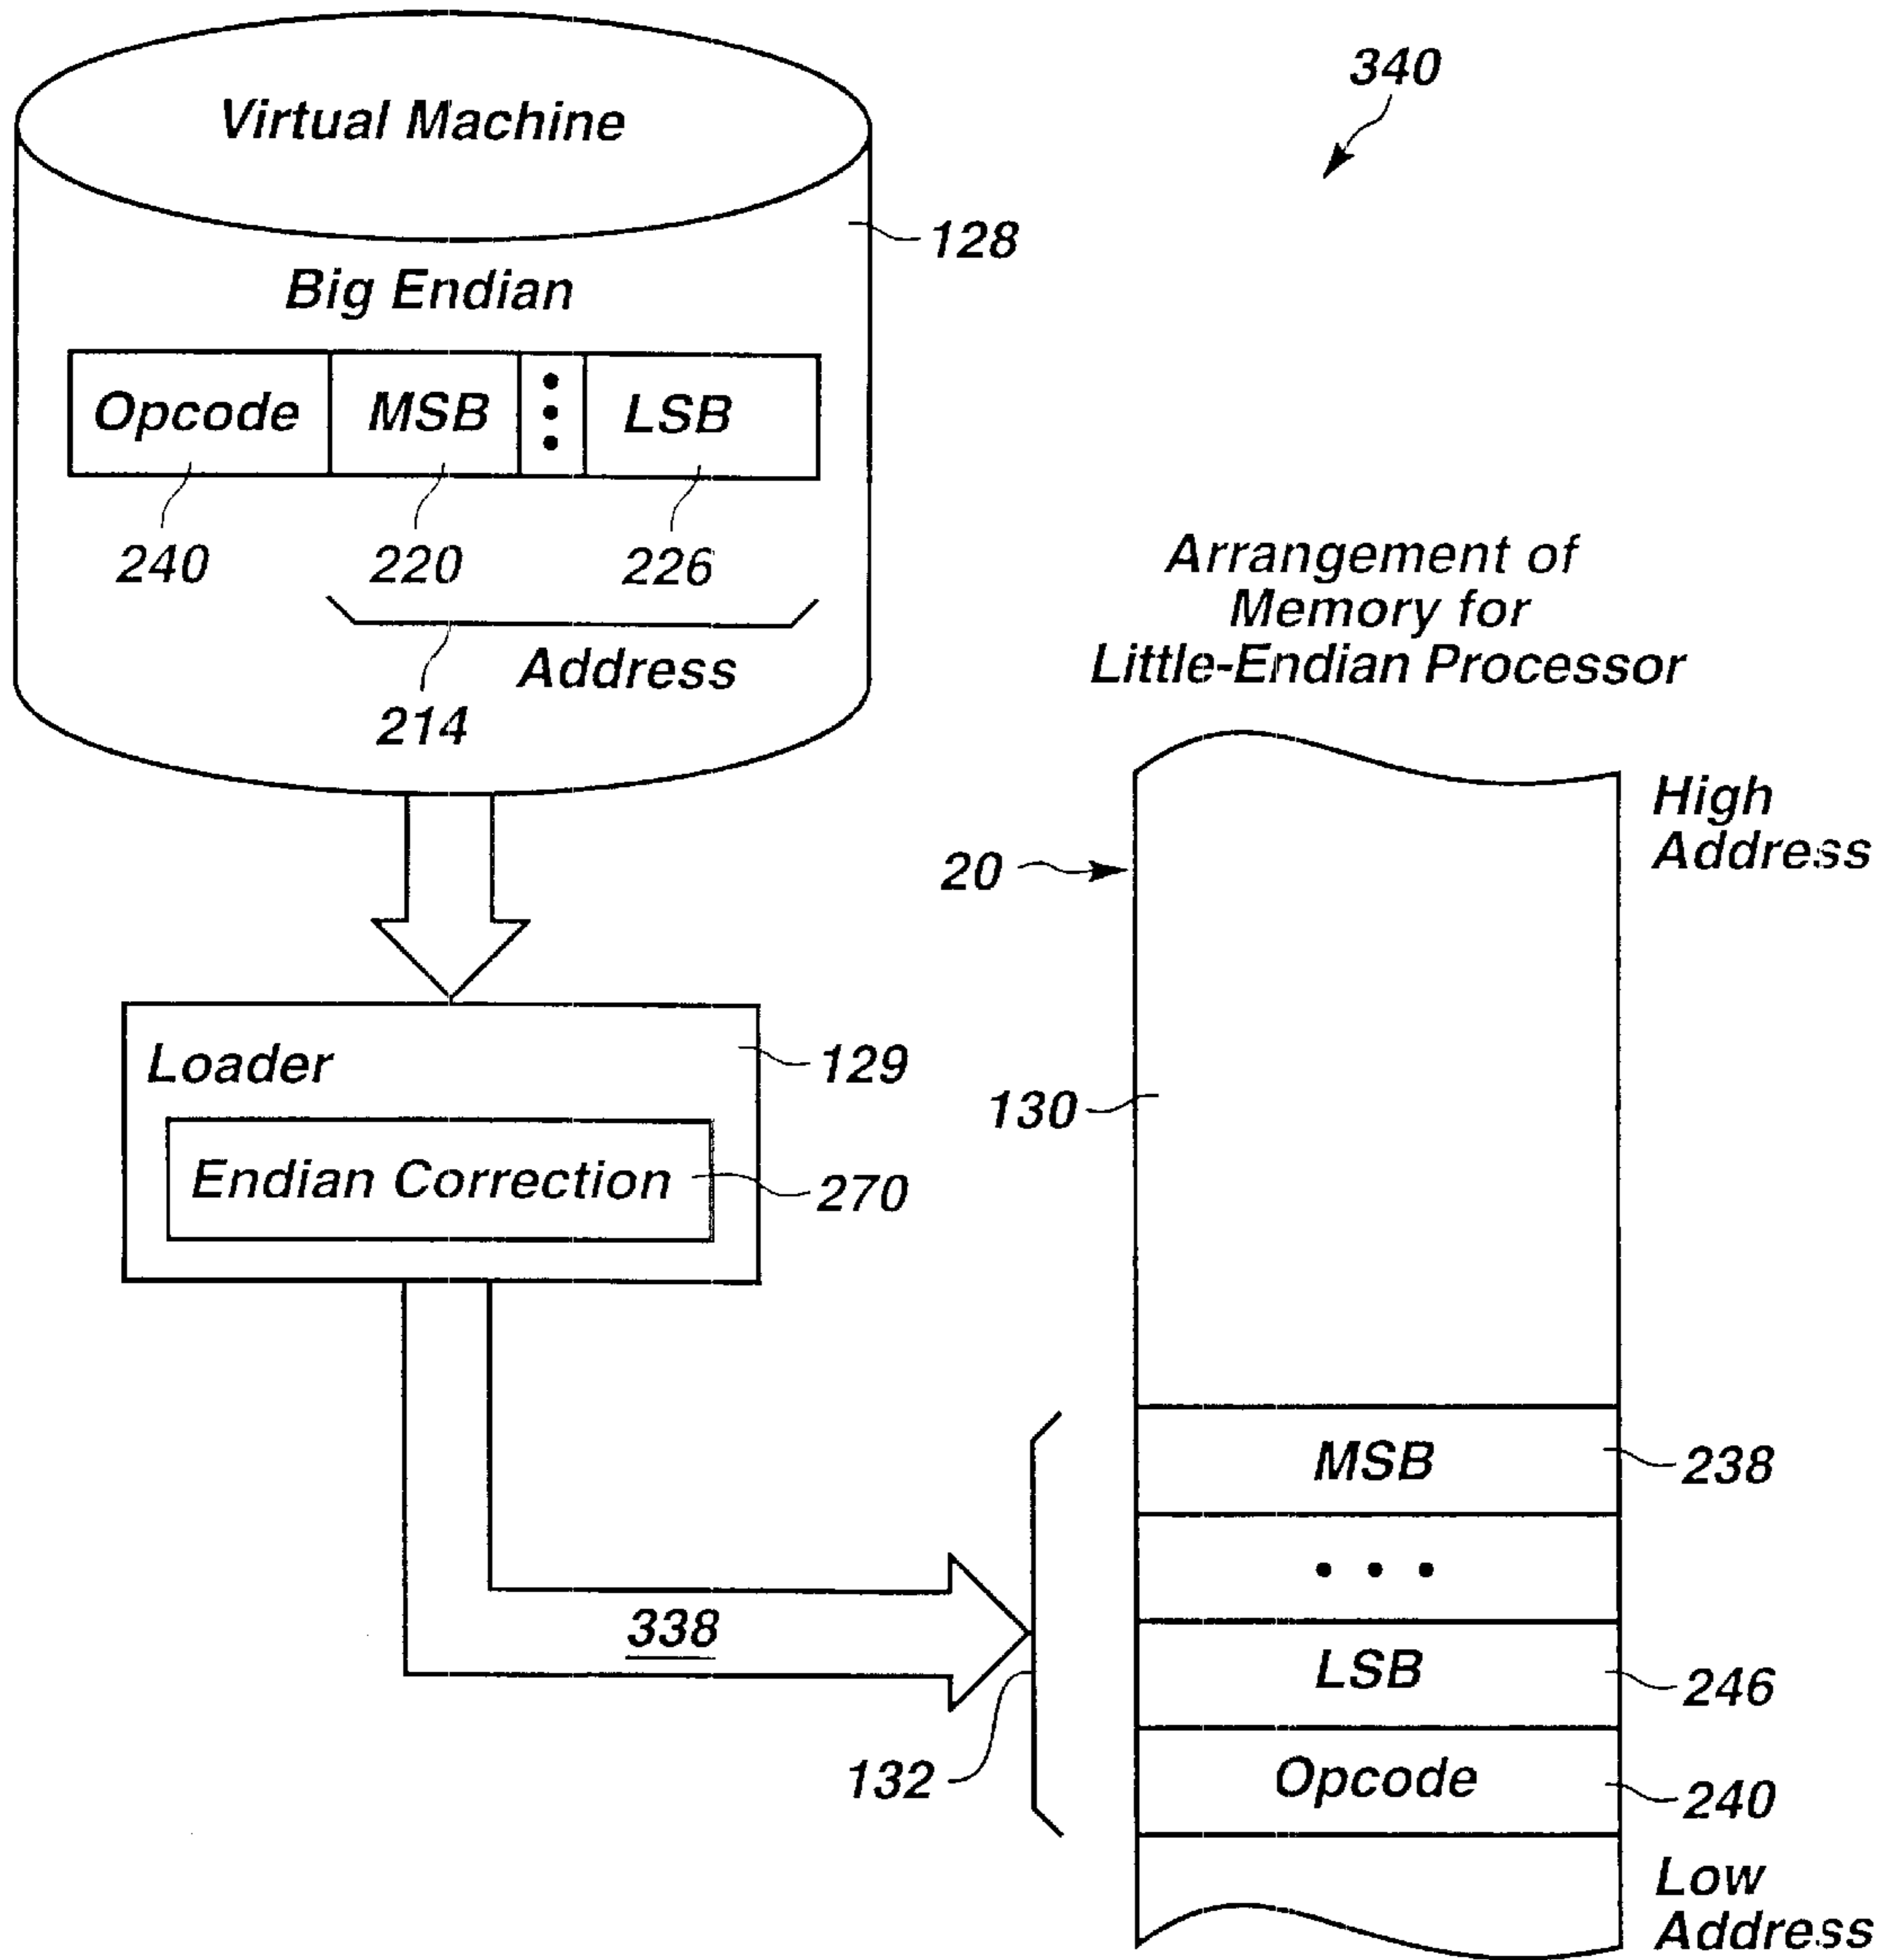 Virtual Machine
340
128
Big Endian
Opcode MSB LSB
240 220 226
Address
214
Arrangement of
Memory for
Little-Endian Processor
High
Address
20
Loader
129
130
Endian Correction
270
MSB
238
• • •
338
LSB
246
132
Opcode
240
Low
Address